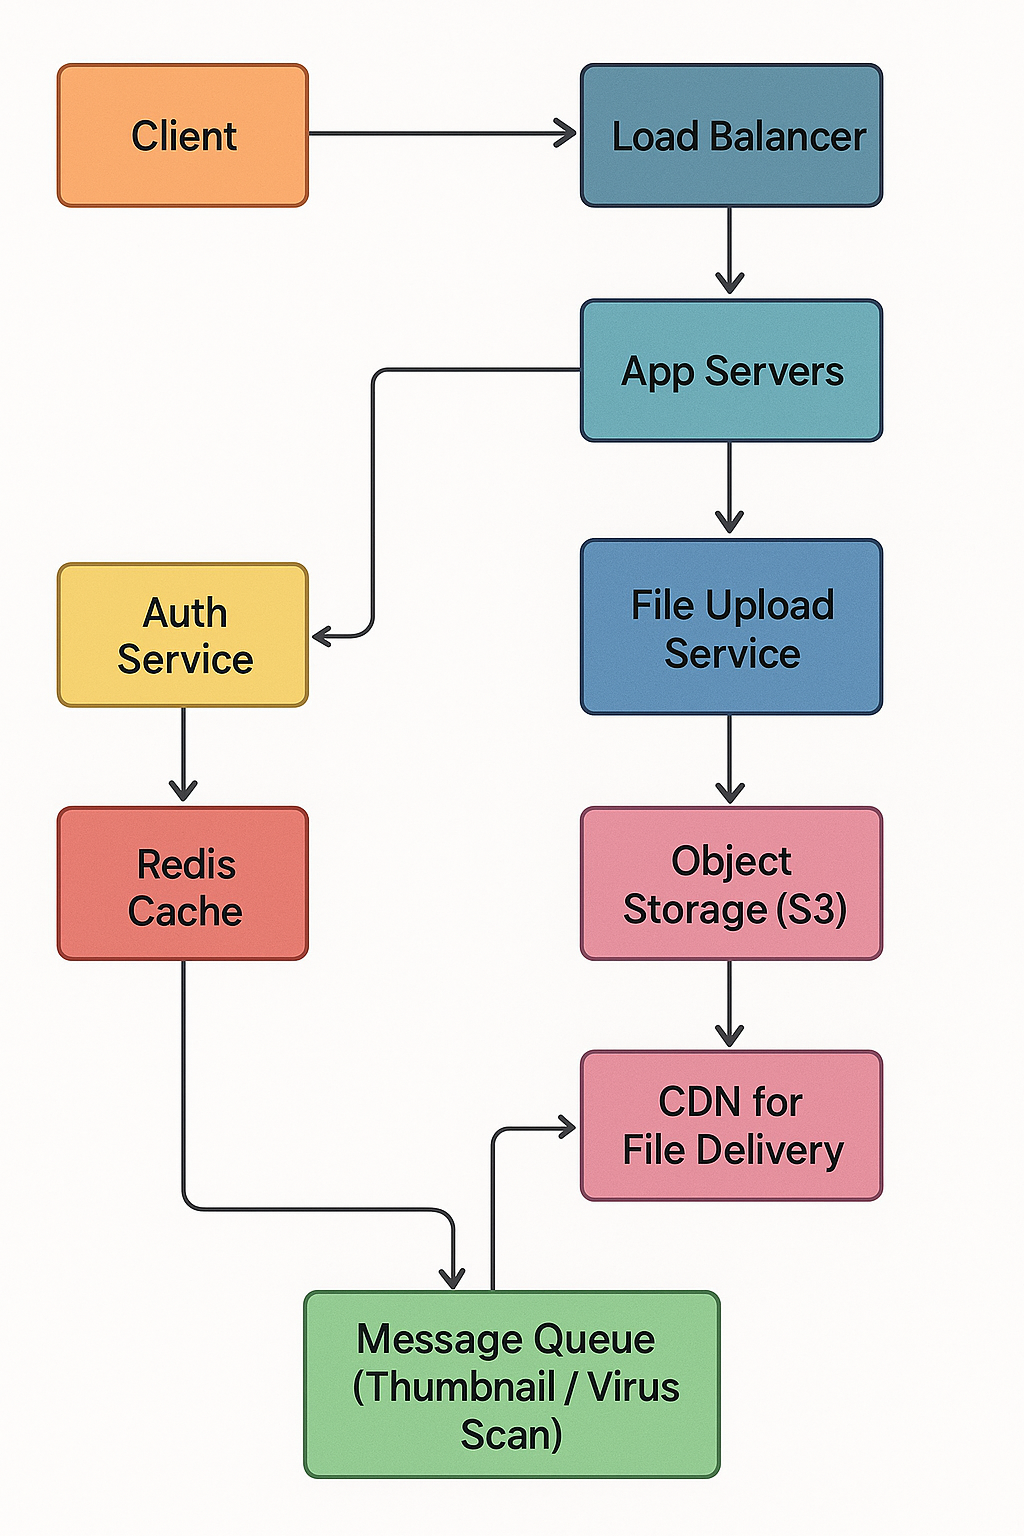 Client
Load Balancer
App Servers
Auth
Service
File Upload
Service
Redis
Cache
Object
Storage (S3)
CDN for
File Delivery
Message Queue
(Thumbnail / Virus
Scan)